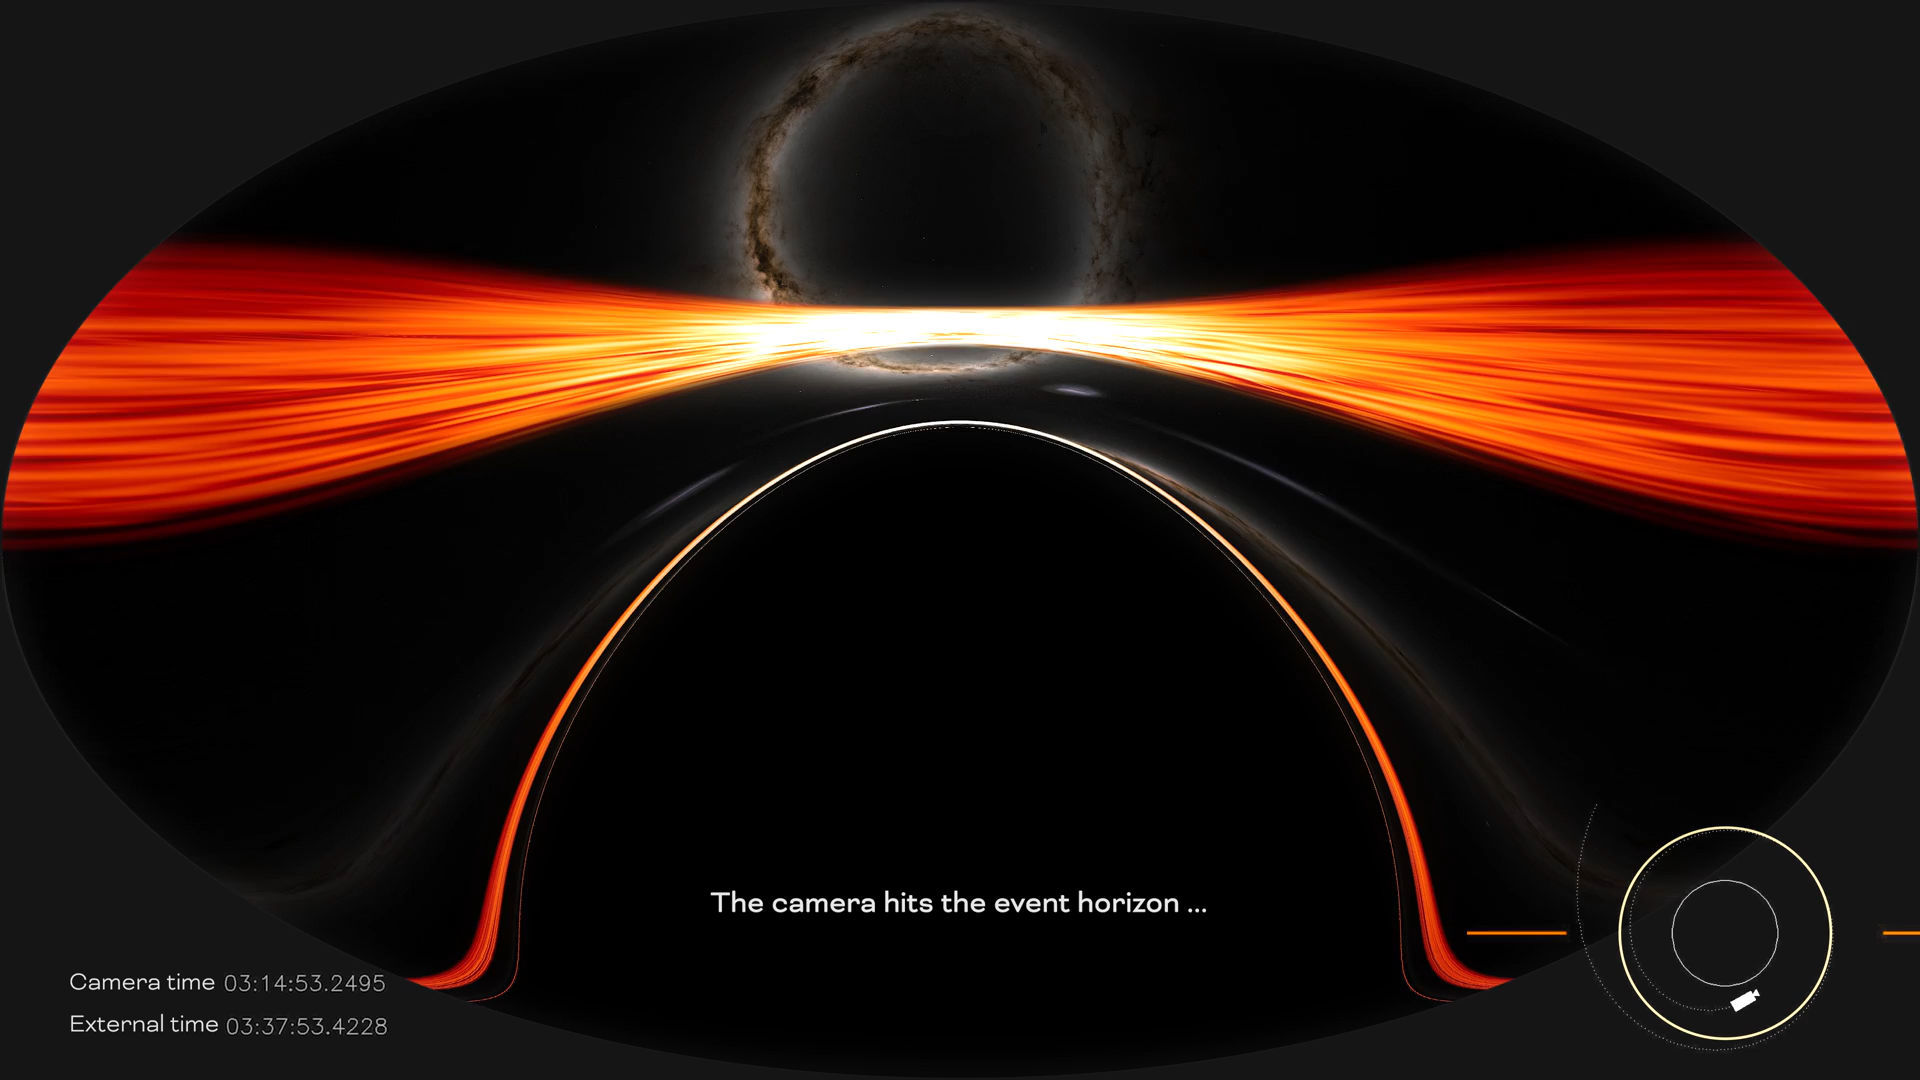 The camera hits the event horizon ...
Camera time 03:14:53.2495
External time 03:37:53.4228